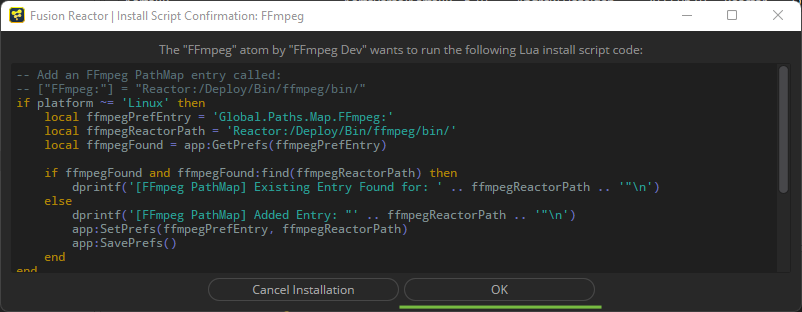 Fusion Reactor | Install Script Confirmation: FFmpeg
The "FFmpeg" atom by "FFmpeg Dev" wants to run the following Lua install script code:
-- Add an FFmpeg PathMap entry called:
-- ["FFmpeg:"] = "Reactor:/Deploy/Bin/ffmpeg/bin/"
if platform ~= 'Linux' then
    local ffmpegPrefEntry = 'Global.Paths.Map.FFmpeg:'
    local ffmpegReactorPath = 'Reactor:/Deploy/Bin/ffmpeg/bin/'
    local ffmpegFound = app:GetPrefs(ffmpegPrefEntry)
    if ffmpegFound and ffmpegFound:find(ffmpegReactorPath) then
        dprintf('[FFmpeg PathMap] Existing Entry Found for: ' .. ffmpegReactorPath .. '"\n')
    else
        dprintf('[FFmpeg PathMap] Added Entry: "' .. ffmpegReactorPath .. '"\n')
        app:SetPrefs(ffmpegPrefEntry, ffmpegReactorPath)
        app:SavePrefs()
    end
end
Cancel Installation
OK